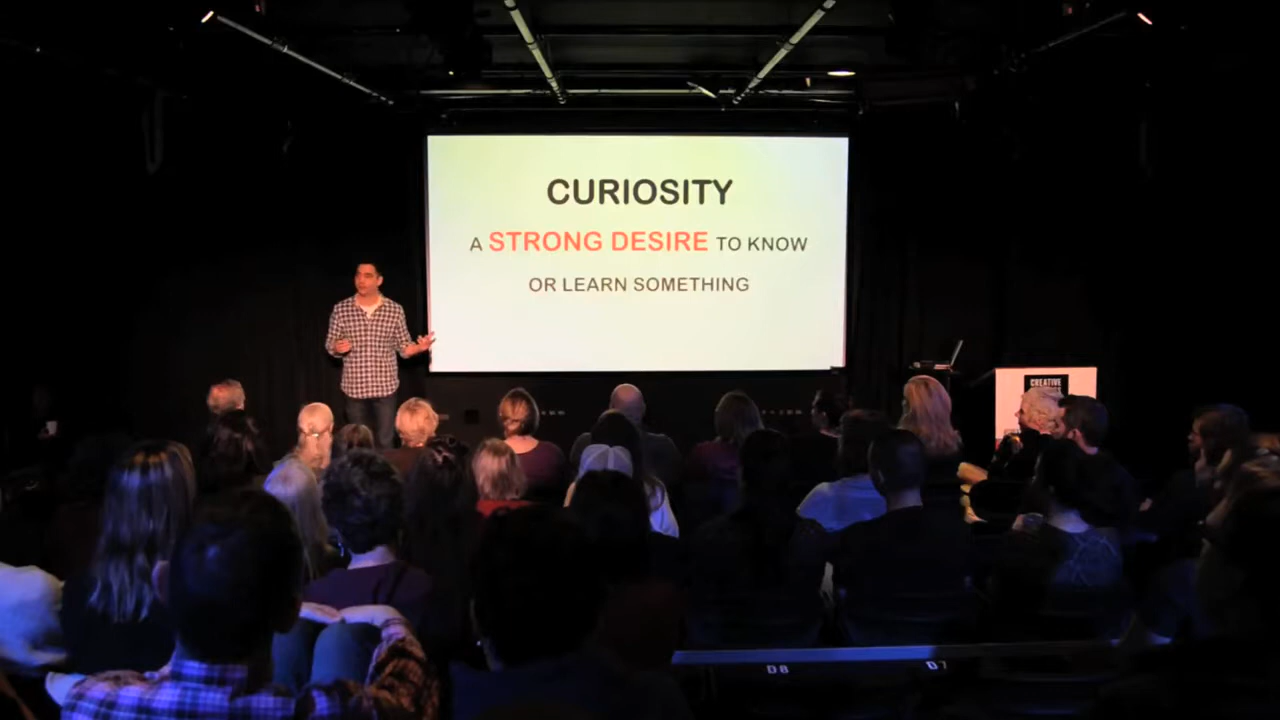 CURIOSITY
A STRONG DESIRE TO KNOW
OR LEARN SOMETHING
CREATIVE
D8
D7